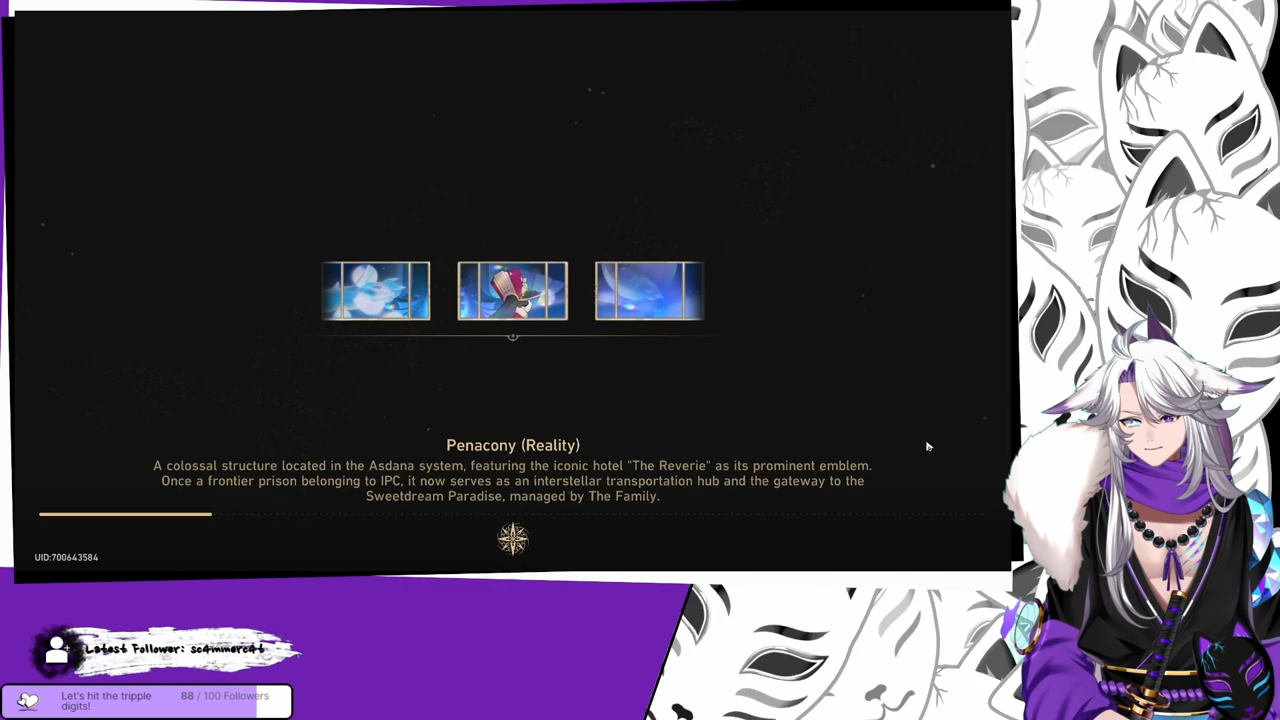 Penacony (Reality)
A colossal structure located in the Asdana system, featuring the iconic hotel "The Reverie" as its prominent emblem.
Once a frontier prison belonging to IPC, it now serves as an interstellar transportation hub and the gateway to the
Sweetdream Paradise, managed by The Family.
UID:700643584
Latest Follower: sc4mmerc4t
Let's hit the tripple
digits!
88 / 100 Followers